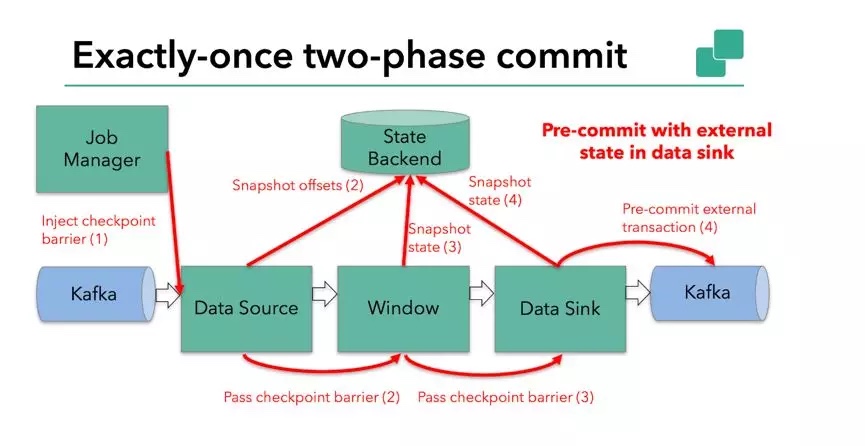 Exactly-once two-phase commit
Job
Manager
State
Backend
Pre-commit with external
state in data sink
Snapshot offsets (2)
Snapshot
state (4)
Inject checkpoint
barrier (1)
Snapshot
state (3)
Pre-commit external
transaction (4)
Kafka
Data Source
Window
Data Sink
Kafka
Pass checkpoint barrier (2)
Pass checkpoint barrier (3)